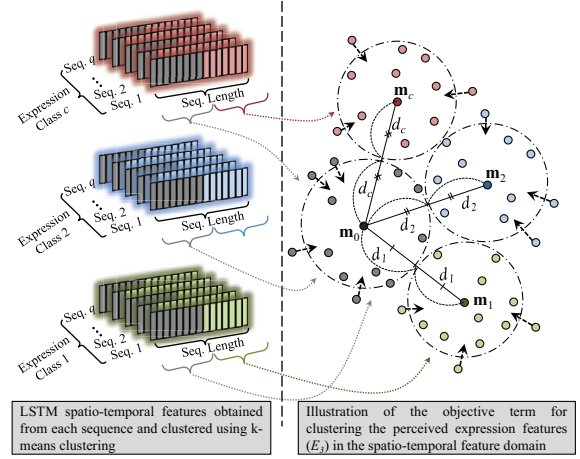 Seq. q
...
Seq. 2
Seq. 1
Expression
Class c
Seq. Length
Seq. q
...
Seq. 2
Seq. 1
Expression
Class 2
Seq. Length
Seq. q
...
Seq. 2
Seq. 1
Expression
Class 1
Seq. Length
m_c
d_c
d_c
m_2
d_2
d_2
m_0
d_1
d_1
m_1
LSTM spatio-temporal features obtained
from each sequence and clustered using k-
means clustering
Illustration of the objective term for
clustering the perceived expression features
(E_3) in the spatio-temporal feature domain